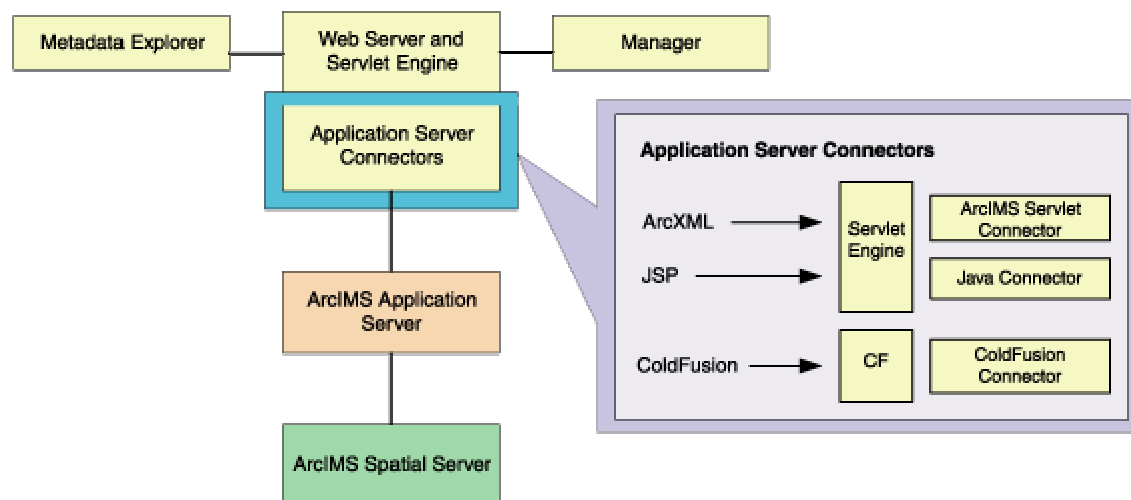 Metadata Explorer
Web Server and
Servlet Engine
Manager
Application Server
Connectors
ArcIMS Application
Server
ArcIMS Spatial Server
Application Server Connectors
ArcXML
JSP
Servlet
Engine
ArcIMS Servlet
Connector
Java Connector
ColdFusion
CF
ColdFusion
Connector